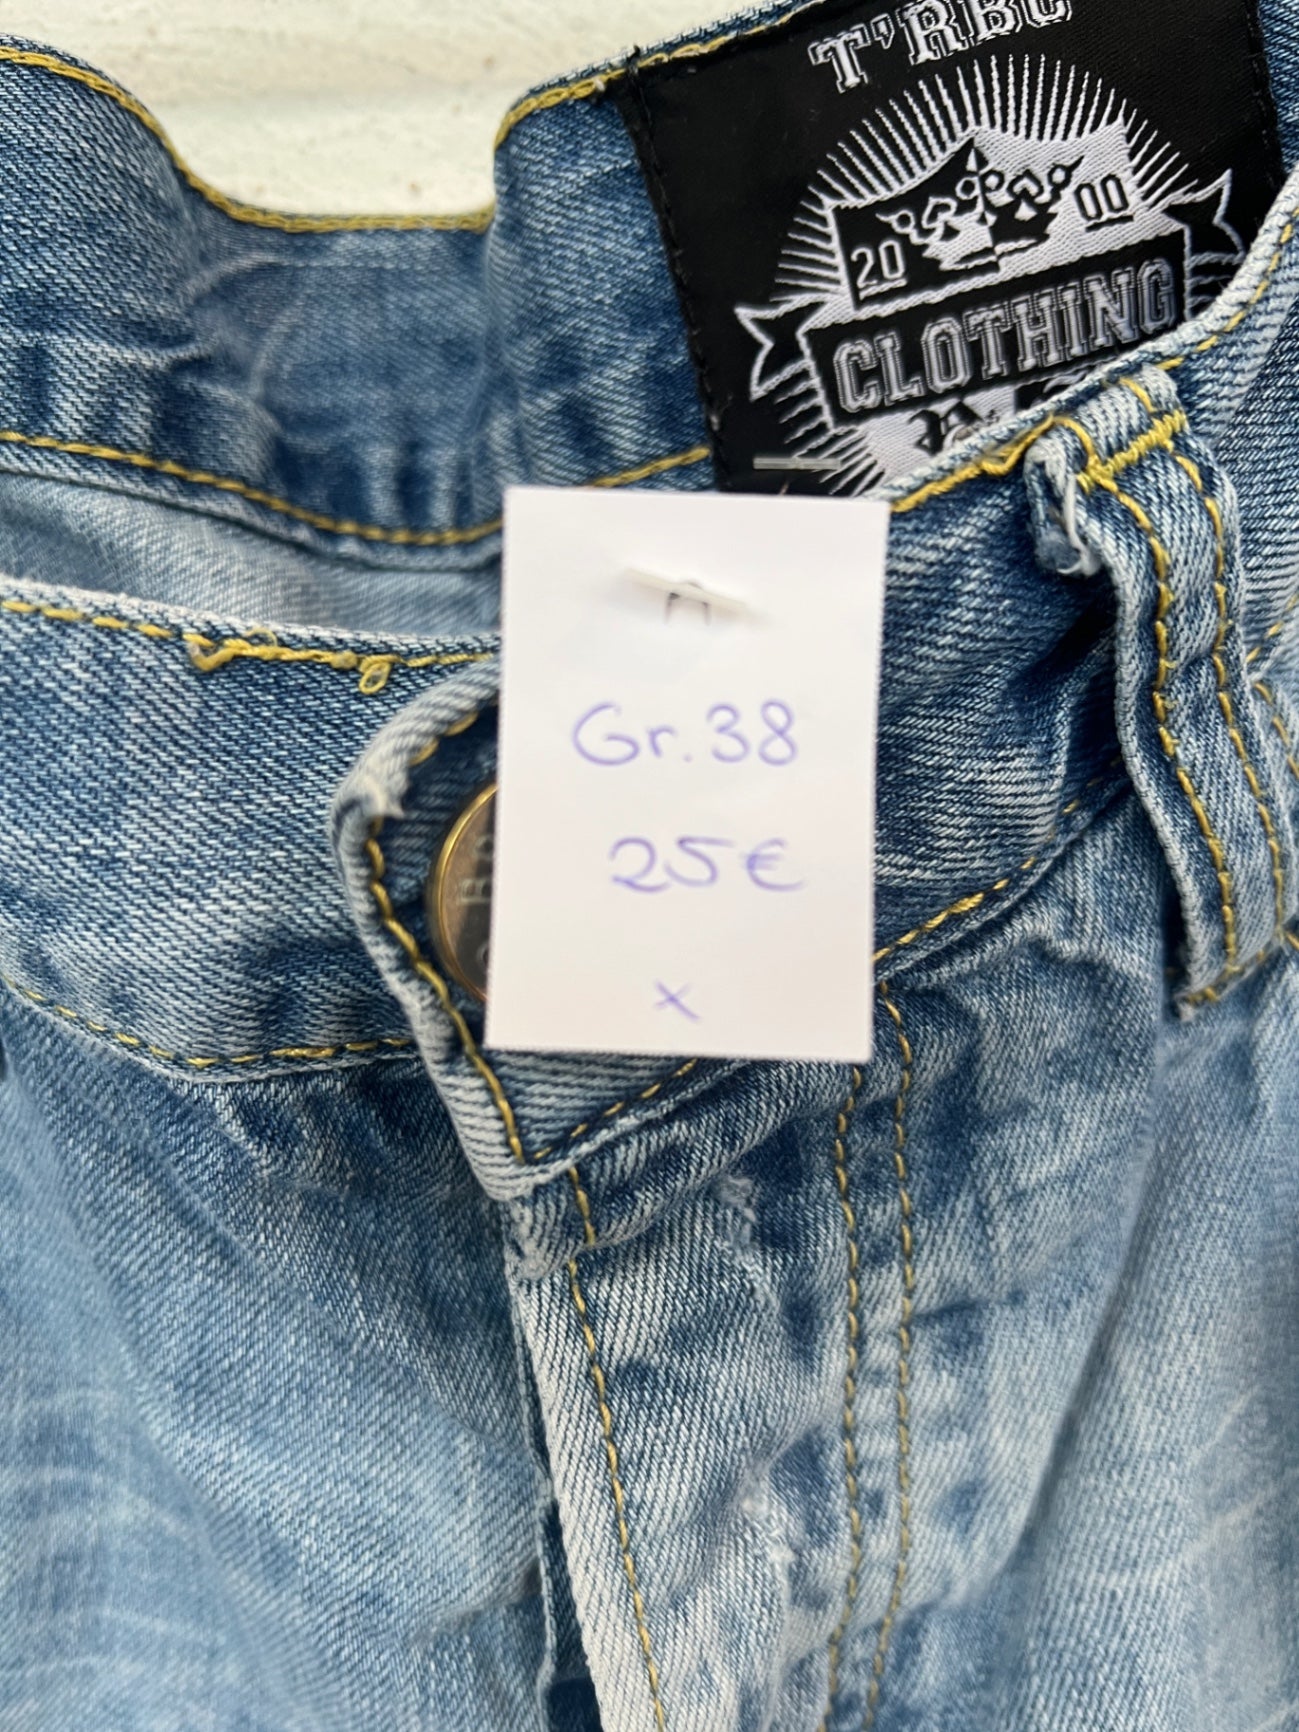 T'RBC
20 00
CLOTHING
Gr. 38
25€
x